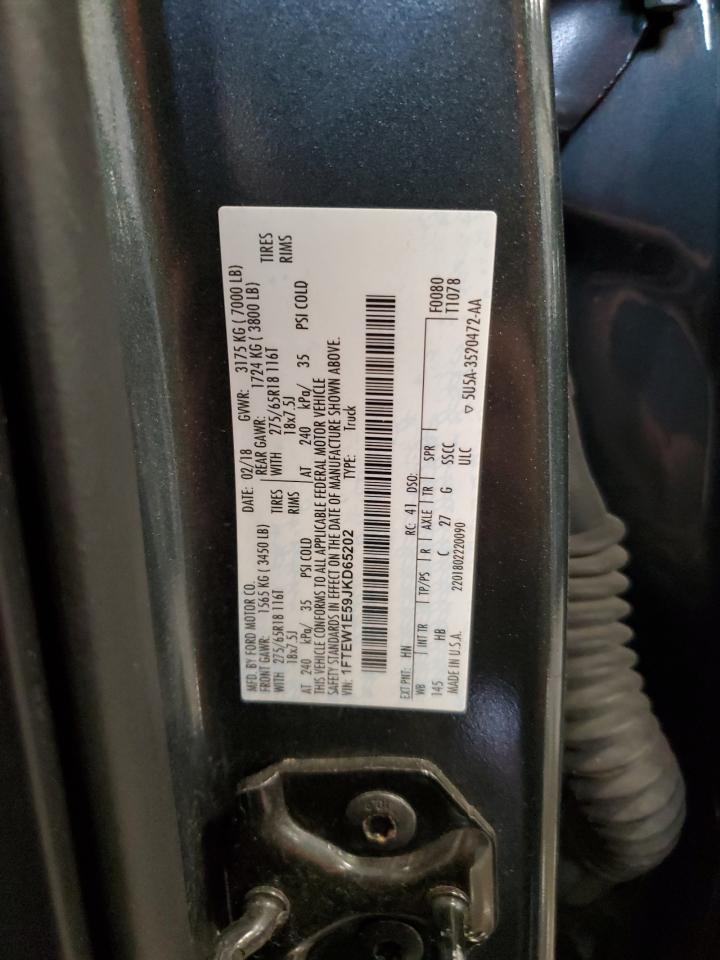 MFD. BY FORD MOTOR CO. DATE: 02/18 GVWR: 3175 KG ( 7000 LB)
FRONT GAWR: 1565 KG (3450 LB) REAR GAWR: 1724 KG (3800 LB)
WITH 275/65R18 116T TIRES WITH 275/65R18 116T TIRES
18x7.5J RIMS 18x7.5J RIMS
AT 240 kPa/ 35 PSI COLD AT 240 kPa/ 35 PSI COLD
THIS VEHICLE CONFORMS TO ALL APPLICABLE FEDERAL MOTOR VEHICLE
SAFETY STANDARDS IN EFFECT ON THE DATE OF MANUFACTURE SHOWN ABOVE.
VIN: 1FTEW1E59JKD65202 TYPE: Truck
EXT PNT: HN RC: 41 DSO: F0080
WB INT TR TP/PS R AXLE TR SPR T1078
145 HB C 27 G SSCC
MADE IN U.S.A. 2201802220090 ULC ▽ 5U5A-3520472-AA